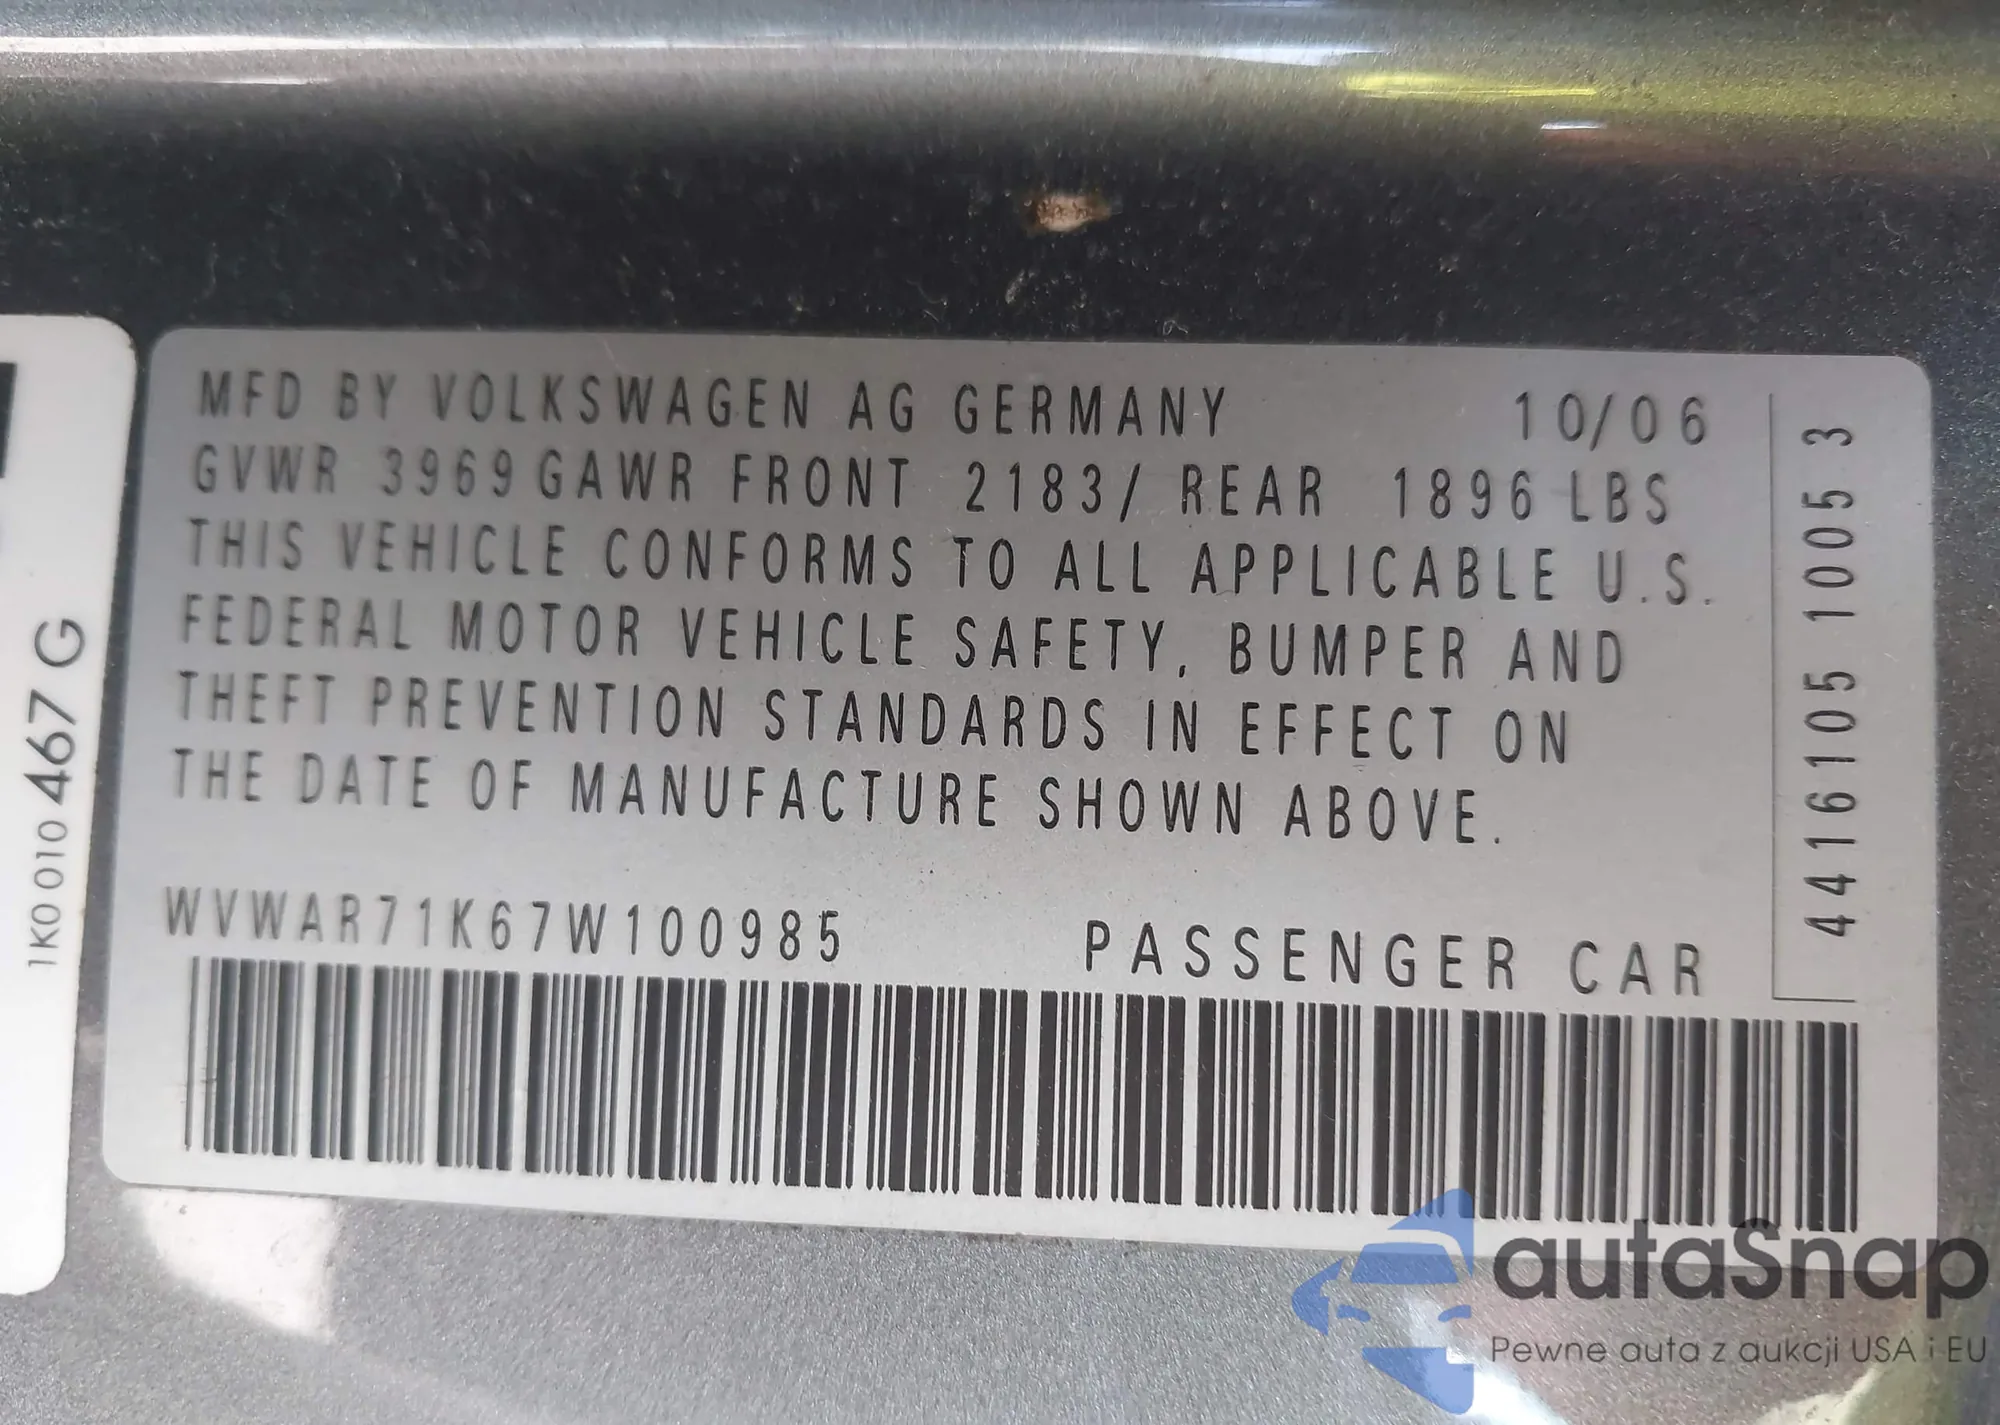 MFD BY VOLKSWAGEN AG GERMANY 10/06
GVWR 3969 GAWR FRONT 2183/ REAR 1896 LBS
THIS VEHICLE CONFORMS TO ALL APPLICABLE U.S.
FEDERAL MOTOR VEHICLE SAFETY, BUMPER AND
THEFT PREVENTION STANDARDS IN EFFECT ON
THE DATE OF MANUFACTURE SHOWN ABOVE.
WVWAR71K67W100985 PASSENGER CAR
4416105 1005 3
1K0 010 467 G
autaSnap
Pewne auta z aukcji USA i EU